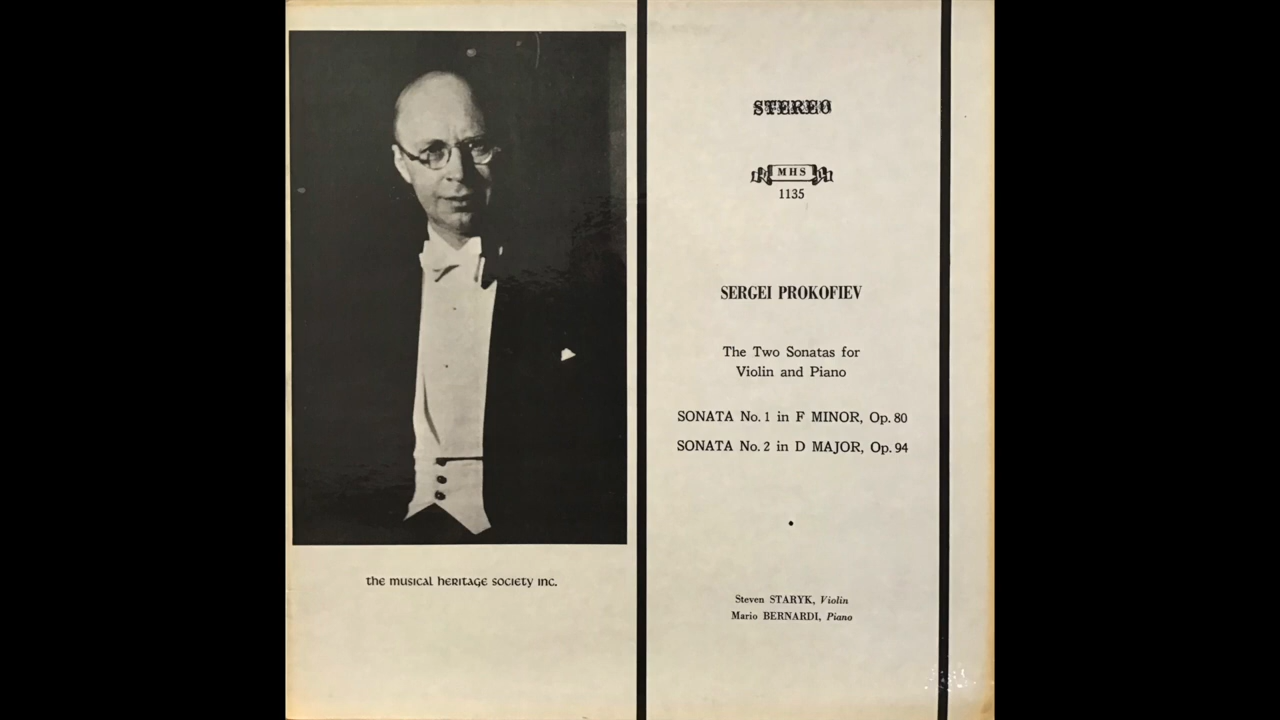 STEREO
MHS
1135
SERGEI PROKOFIEV
The Two Sonatas for
Violin and Piano
SONATA No. 1 in F MINOR, Op. 80
SONATA No. 2 in D MAJOR, Op. 94
the musical heritage society inc.
Steven STARYK, Violin
Mario BERNARDI, Piano